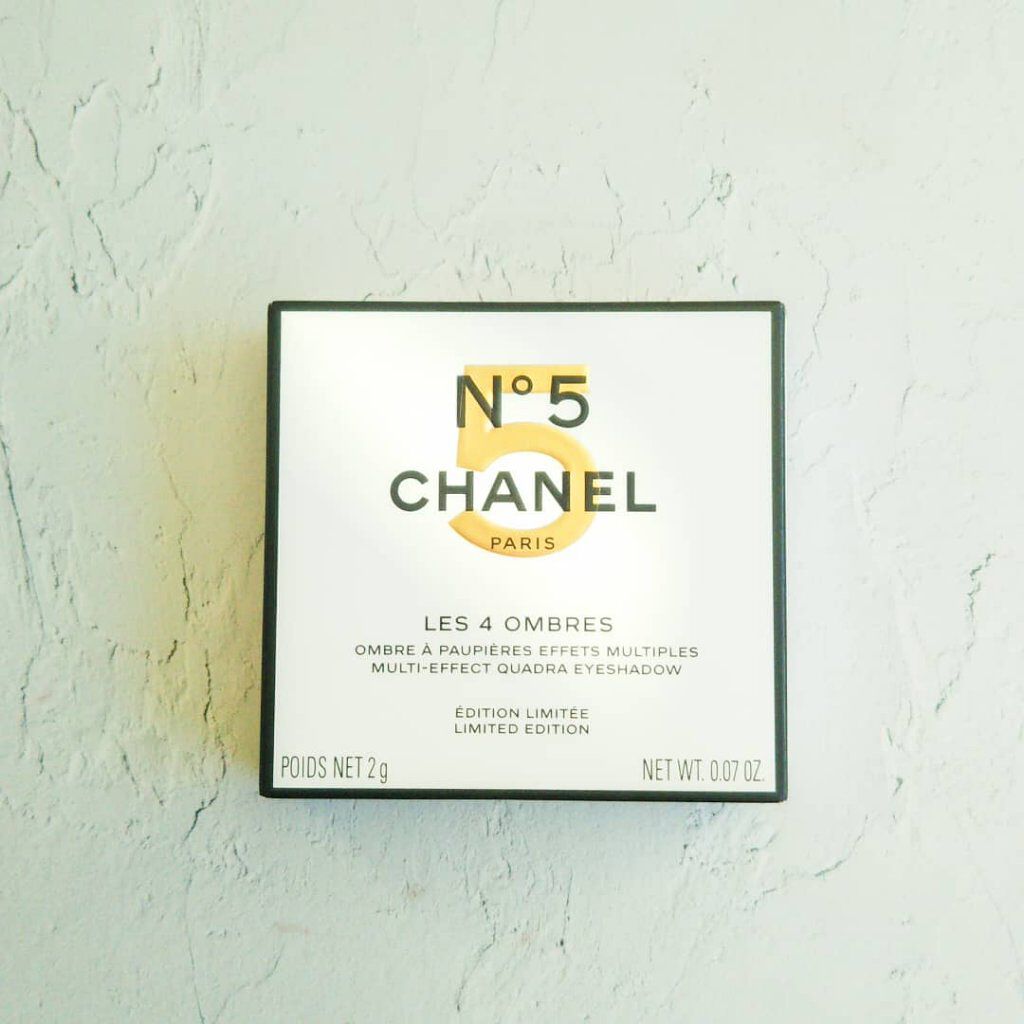 N° 5
5
CHANEL
PARIS
LES 4 OMBRES
OMBRE À PAUPIÈRES EFFETS MULTIPLES
MULTI-EFFECT QUADRA EYESHADOW
ÉDITION LIMITÉE
LIMITED EDITION
POIDS NET 2 g NET WT. 0.07 OZ.